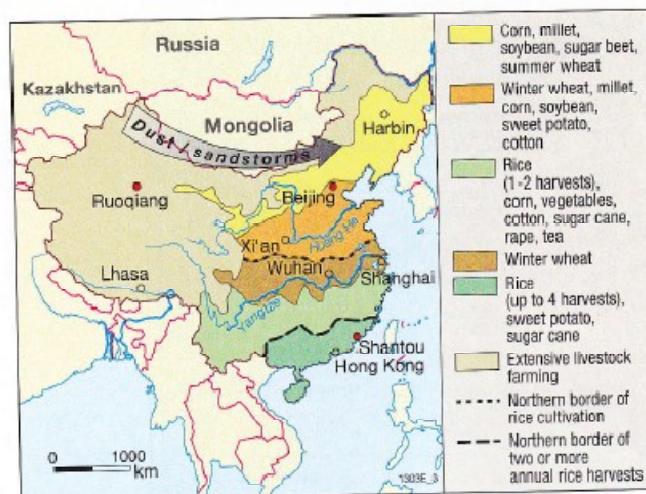 Russia
Kazakhstan
Mongolia
Dust / sandstorms
Harbin
Ruoqiang
Beijing
Huang He
Xi'an
Lhasa
Wuhan
Shanghai
Yangtze
Shantou
Hong Kong
0 1000
km
1303E_3
Corn, millet,
soybean, sugar beet,
summer wheat
Winter wheat, millet,
corn, soybean,
sweet potato,
cotton
Rice
(1-2 harvests),
corn, vegetables,
cotton, sugar cane,
rape, tea
Winter wheat
Rice
(up to 4 harvests),
sweet potato,
sugar cane
Extensive livestock
farming
Northern border of
rice cultivation
Northern border of
two or more
annual rice harvests